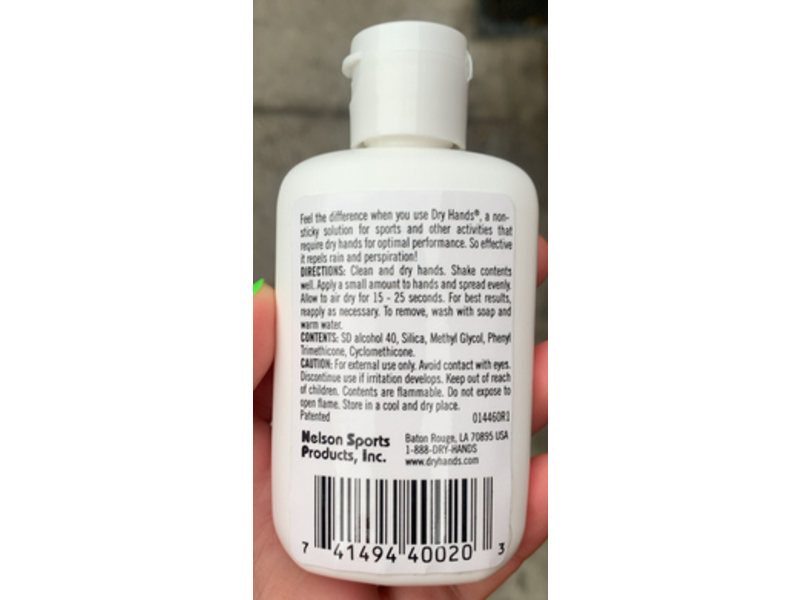 Feel the difference when you use Dry Hands®, a non-
sticky solution for sports and other activities that
require dry hands for optimal performance. So effective
it repels rain and perspiration!
DIRECTIONS: Clean and dry hands. Shake contents
well. Apply a small amount to hands and spread evenly.
Allow to air dry for 15 - 25 seconds. For best results,
reapply as necessary. To remove, wash with soap and
warm water.
CONTENTS: SD alcohol 40, Silica, Methyl Glycol, Phenyl
Trimethicone, Cyclomethicone.
CAUTION: For external use only. Avoid contact with eyes.
Discontinue use if irritation develops. Keep out of reach
of children. Contents are flammable. Do not expose to
open flame. Store in a cool and dry place.
Patented 014460R1
Nelson Sports
Products, Inc.
Baton Rouge, LA 70895 USA
1-888-DRY-HANDS
www.dryhands.com
7 41494 40020 3